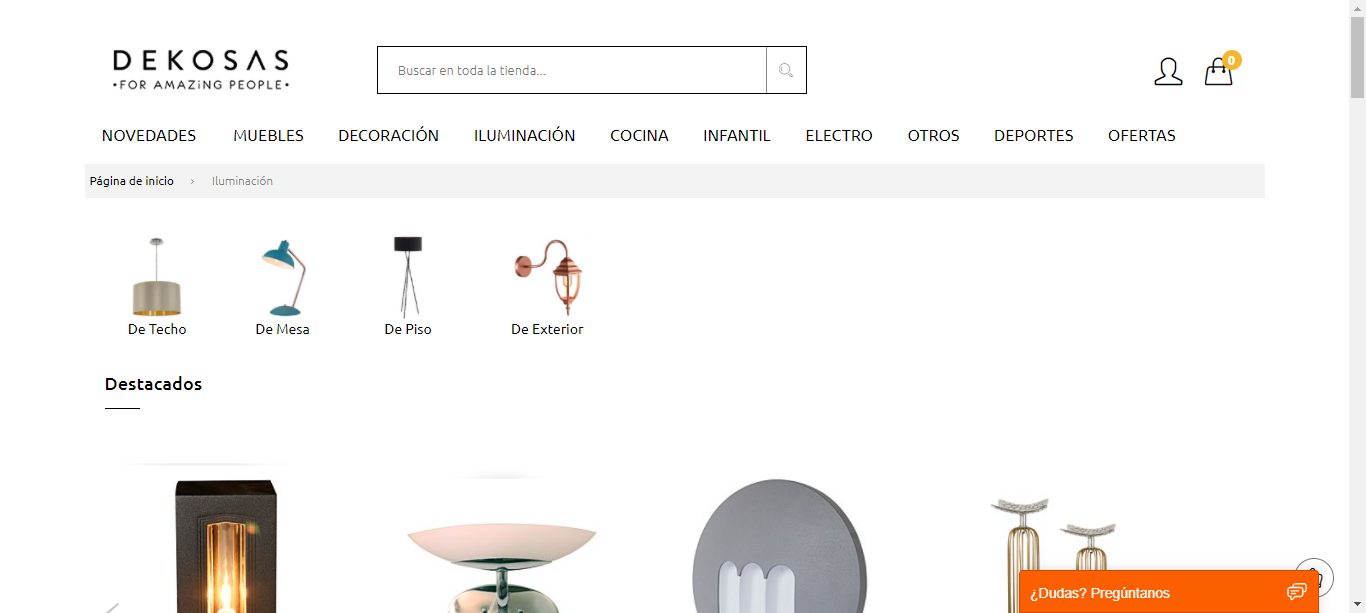 DEKOSAS
•FOR AMAZiNG PEOPLE•
Buscar en toda la tienda...
0
NOVEDADES MUEBLES DECORACIÓN ILUMINACIÓN COCINA INFANTIL ELECTRO OTROS DEPORTES OFERTAS
Página de inicio › Iluminación
De Techo De Mesa De Piso De Exterior
Destacados
¿Dudas? Pregúntanos